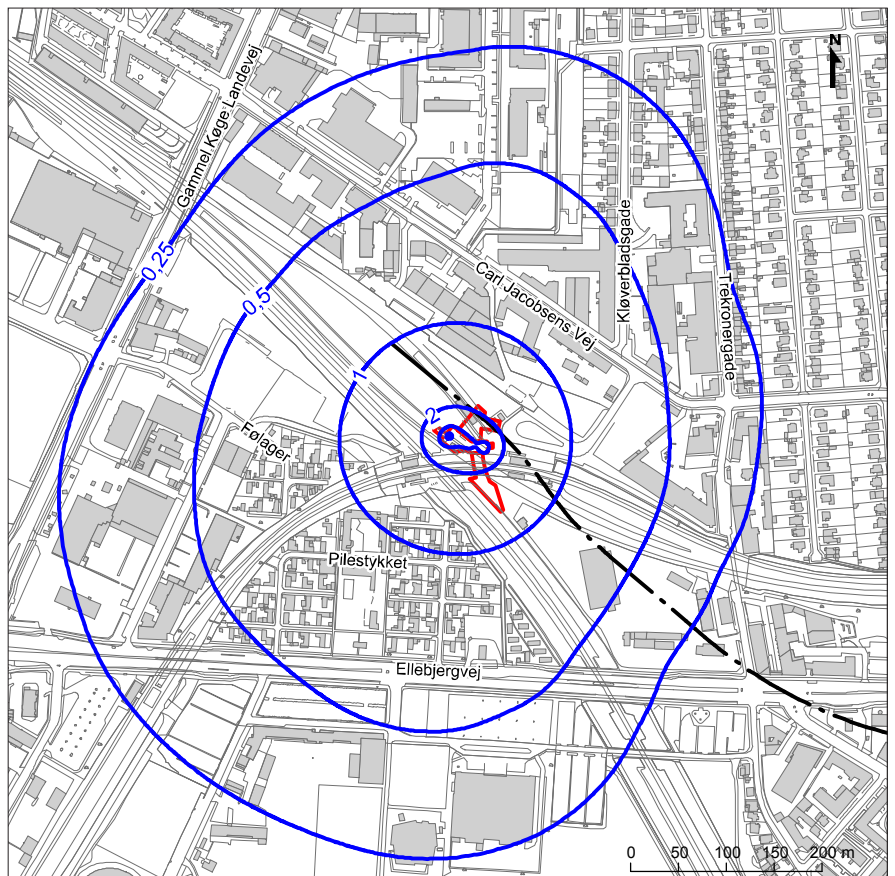 N
Gammel Køge Landevej
Kløverbladsgade
0,25
Carl Jacobsens Vej
Trekronergade
0,5
1
2
Følager
Pilestykket
Ellebjergvej
0 50 100 150 200 m